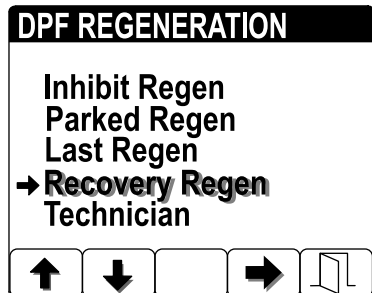 DPF REGENERATION
Inhibit Regen
Parked Regen
Last Regen
Recovery Regen
Technician